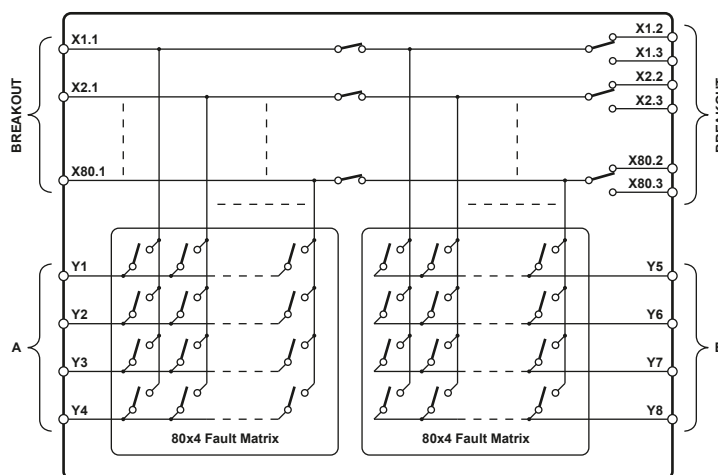 BREAKOUT
X1.1
X2.1
X80.1
X1.2
X1.3
X2.2
X2.3
X80.2
X80.3
BREAKOUT
A
Y1
Y2
Y3
Y4
80x4 Fault Matrix
80x4 Fault Matrix
Y5
Y6
Y7
Y8